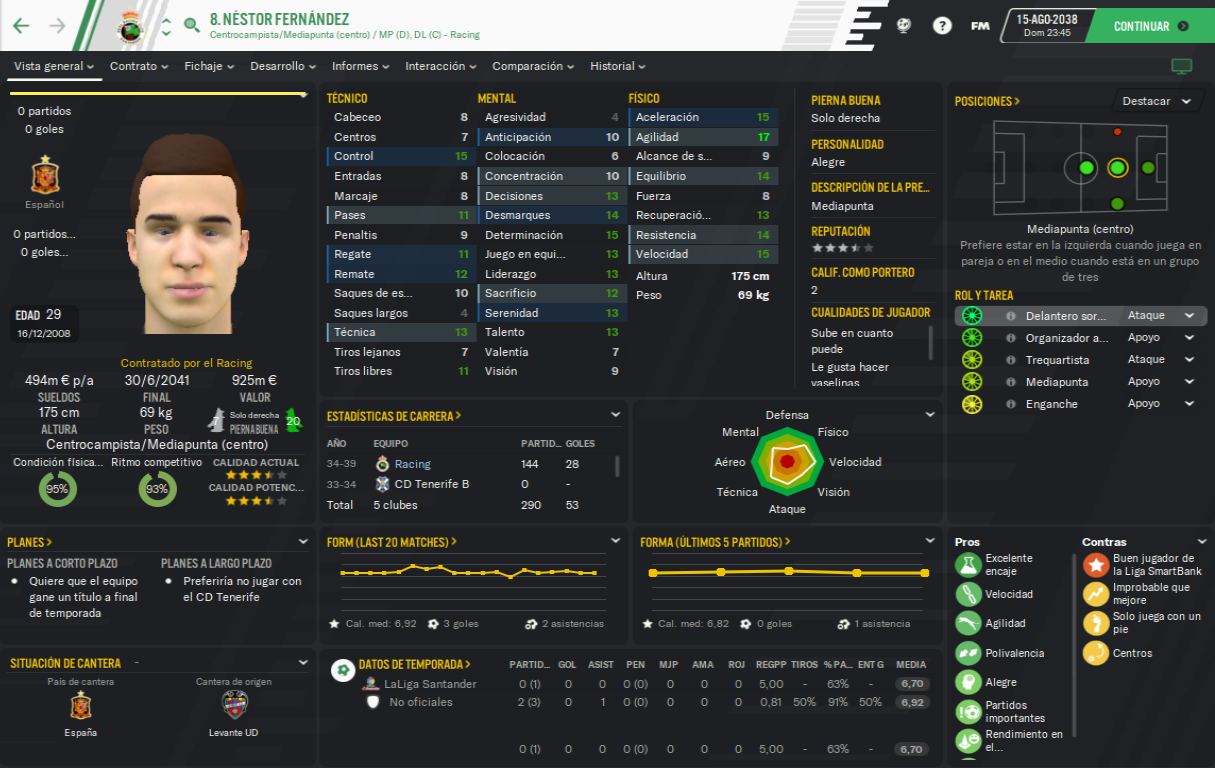 8. NÉSTOR FERNÁNDEZ
Centrocampista/Mediapunta (centro) / MP (D), DL (C) - Racing
?
FM
15-AGO-2038
Dom 23:45
CONTINUAR
Vista general
Contrato
Fichaje
Desarrollo
Informes
Interacción
Comparación
Historial
0 partidos
0 goles
Español
0 partidos...
0 goles...
EDAD 29
16/12/2008
Contratado por el Racing
494m € p/a
SUELDOS
30/6/2041
FINAL
925m €
VALOR
175 cm
ALTURA
69 kg
PESO
7
Solo derecha
PIERNA BUENA
20
Centrocampista/Mediapunta (centro)
Condición física...
95%
Ritmo competitivo
93%
CALIDAD ACTUAL
CALIDAD POTENC...
TÉCNICO
Cabeceo 8
Centros 7
Control 15
Entradas 8
Marcaje 8
Pases 11
Penaltis 9
Regate 11
Remate 12
Saques de es... 10
Saques largos 4
Técnica 13
Tiros lejanos 7
Tiros libres 11
MENTAL
Agresividad 4
Anticipación 10
Colocación 6
Concentración 10
Decisiones 13
Desmarques 14
Determinación 15
Juego en equi... 13
Liderazgo 13
Sacrificio 12
Serenidad 13
Talento 13
Valentía 7
Visión 9
FÍSICO
Aceleración 15
Agilidad 17
Alcance de s... 9
Equilibrio 14
Fuerza 8
Recuperació... 13
Resistencia 14
Velocidad 15
Altura 175 cm
Peso 69 kg
PIERNA BUENA
Solo derecha
PERSONALIDAD
Alegre
DESCRIPCIÓN DE LA PRE...
Mediapunta
REPUTACIÓN
CALIF. COMO PORTERO
2
CUALIDADES DE JUGADOR
Sube en cuanto
puede
Le gusta hacer
vaselinas
POSICIONES >
Destacar
Mediapunta (centro)
Prefiere estar en la izquierda cuando juega en
pareja o en el medio cuando está en un grupo
de tres
ROL Y TAREA
Delantero sor... Ataque
Organizador a... Apoyo
Trequartista Ataque
Mediapunta Apoyo
Enganche Apoyo
ESTADÍSTICAS DE CARRERA >
AÑO EQUIPO PARTID... GOLES
34-39 Racing 144 28
33-34 CD Tenerife B 0 -
Total 5 clubes 290 53
Defensa
Mental
Físico
Aéreo
Velocidad
Técnica
Visión
Ataque
PLANES >
PLANES A CORTO PLAZO
Quiere que el equipo
gane un título a final
de temporada
PLANES A LARGO PLAZO
Preferiría no jugar con
el CD Tenerife
FORM (LAST 20 MATCHES) >
Cal. med: 6,92
3 goles
2 asistencias
FORMA (ÚLTIMOS 5 PARTIDOS) >
Cal. med: 6,82
0 goles
1 asistencia
Pros
Excelente
encaje
Velocidad
Agilidad
Polivalencia
Alegre
Partidos
importantes
Rendimiento en
el...
Contras
Buen jugador de
la Liga SmartBank
Improbable que
mejore
Solo juega con un
pie
Centros
SITUACIÓN DE CANTERA -
País de cantera
España
Cantera de origen
Levante UD
DATOS DE TEMPORADA > PARTID... GOL ASIST PEN MJP AMA ROJ REGPP TIROS % PA... ENT G MEDIA
LaLiga Santander 0 (1) 0 0 0 (0) 0 0 0 5,00 - 63% - 6,70
No oficiales 2 (3) 0 1 0 (0) 0 0 0 0,81 50% 91% 50% 6,92
0 (1) 0 0 0 (0) 0 0 0 5,00 - 63% - 6,70